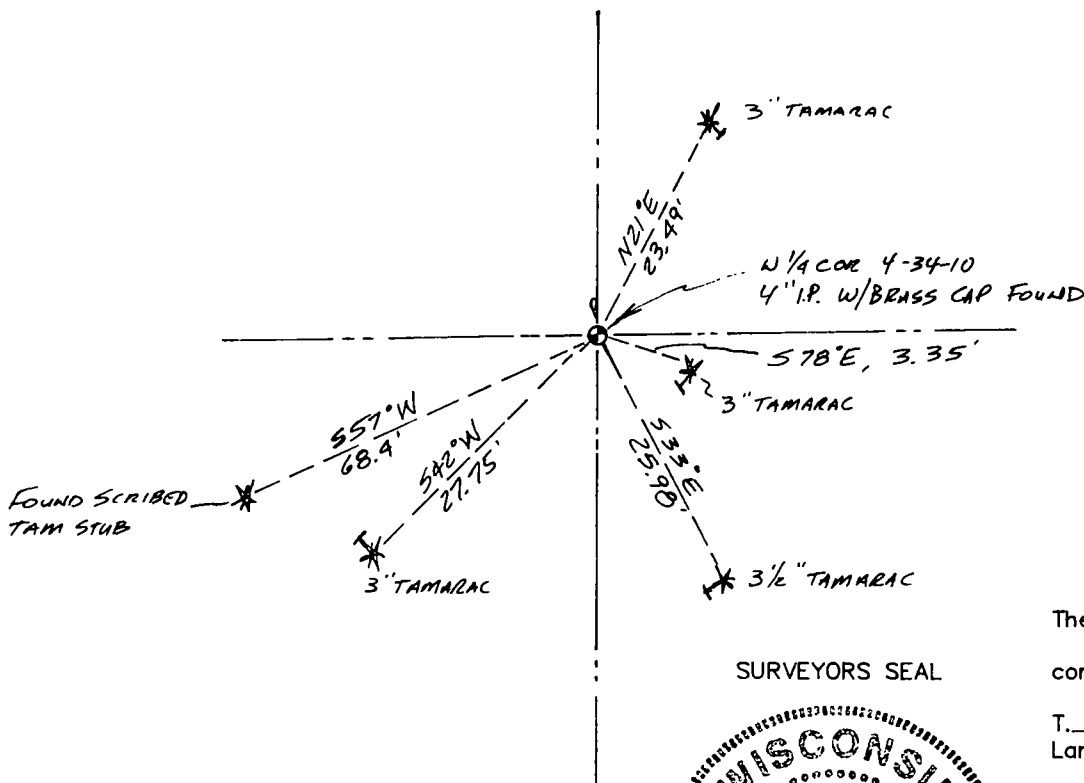 3" TAMARAC
N21°E
23.49'
W 1/4 COR 4-34-10
4" I.P. W/BRASS CAP FOUND
S78°E, 3.35'
3" TAMARAC
S57°W
68.4'
S42°W
27.75'
S33°E
25.98'
FOUND SCRIBED
TAM STUB
3" TAMARAC
3 1/2" TAMARAC
The
SURVEYORS SEAL
cor
T.
Lar
WISCONSI